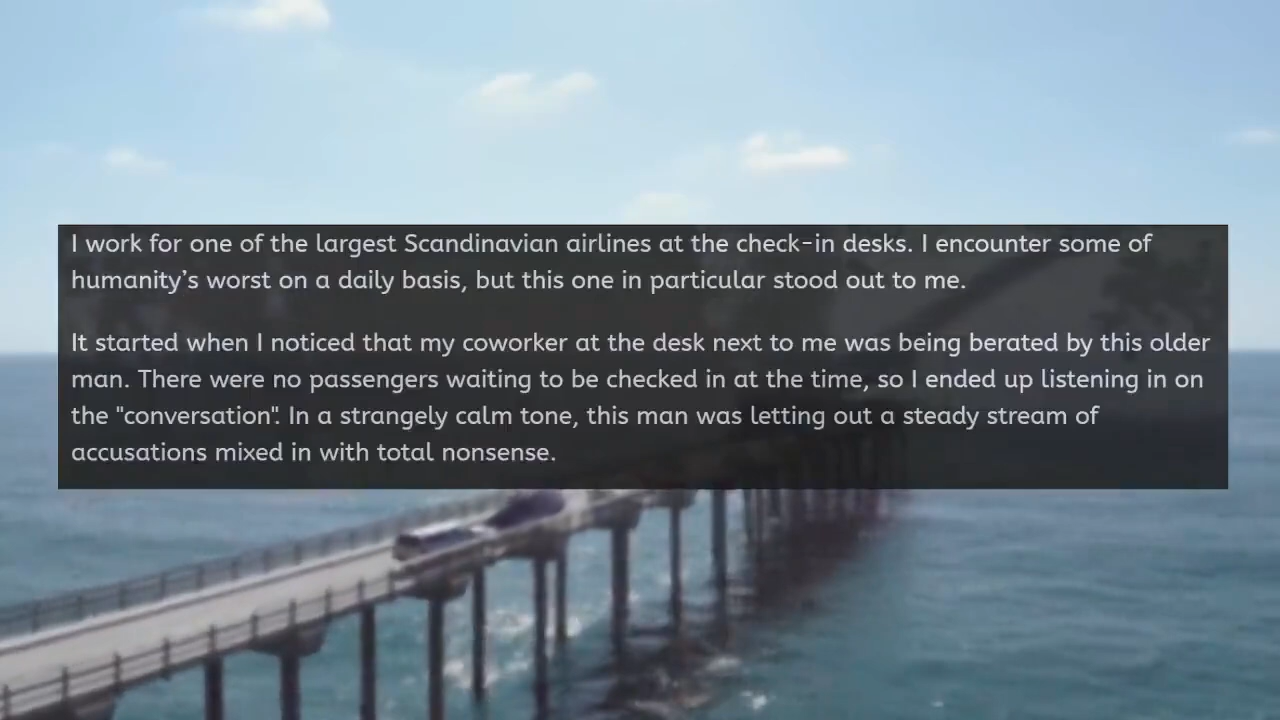 I work for one of the largest Scandinavian airlines at the check-in desks. I encounter some of
humanity’s worst on a daily basis, but this one in particular stood out to me.
It started when I noticed that my coworker at the desk next to me was being berated by this older
man. There were no passengers waiting to be checked in at the time, so I ended up listening in on
the "conversation". In a strangely calm tone, this man was letting out a steady stream of
accusations mixed in with total nonsense.